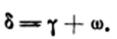 δ = γ + ω.